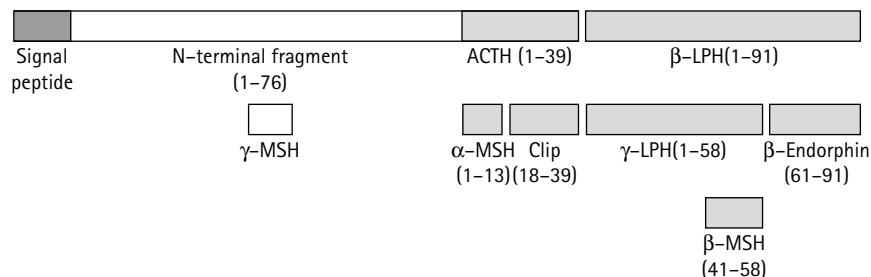 Signal
peptide
N–terminal fragment
(1–76)
ACTH (1–39)
β–LPH(1–91)
γ–MSH
α–MSH
(1–13)
Clip
(18–39)
γ–LPH(1–58)
β–Endorphin
(61–91)
β–MSH
(41–58)